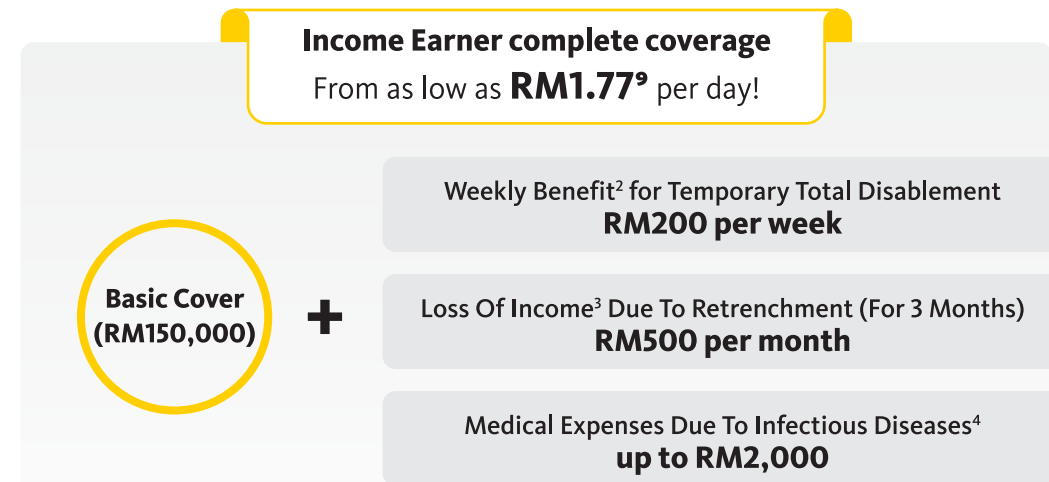 Income Earner complete coverage
From as low as RM1.77⁹ per day!
Weekly Benefit² for Temporary Total Disablement
RM200 per week
Basic Cover
(RM150,000)
+
Loss Of Income³ Due To Retrenchment (For 3 Months)
RM500 per month
Medical Expenses Due To Infectious Diseases⁴
up to RM2,000